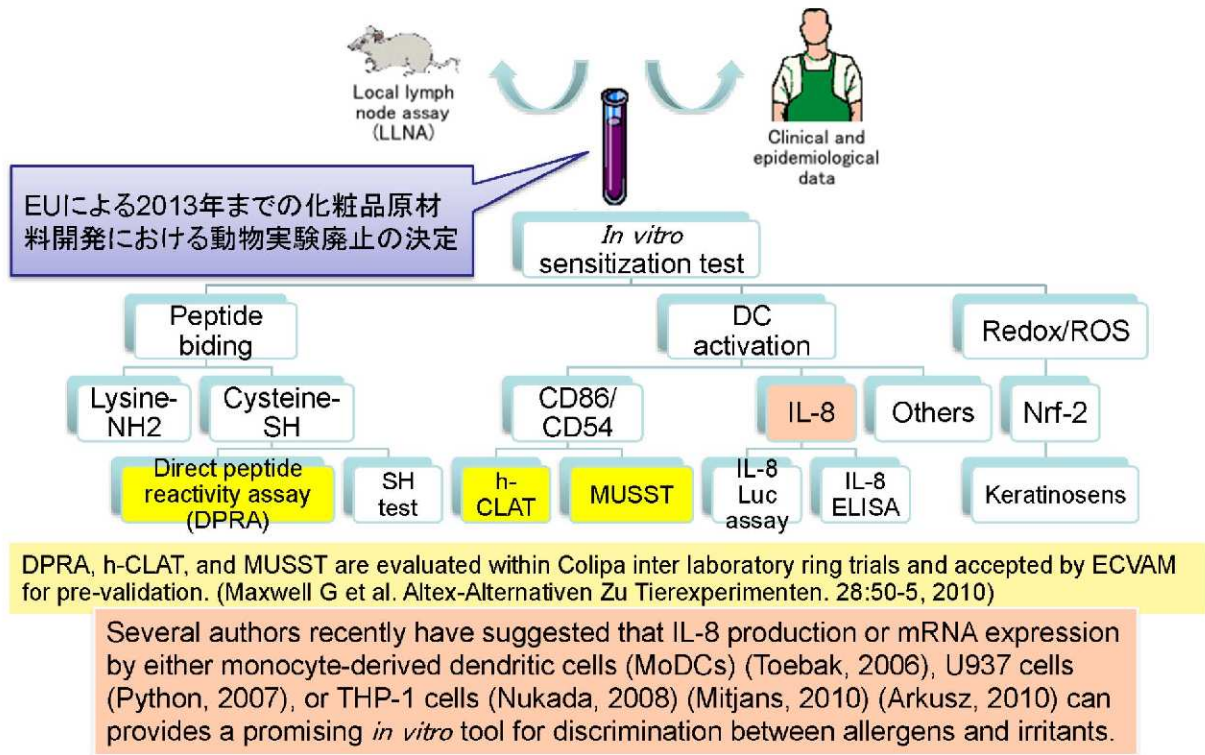 Local lymph
node assay
(LLNA)
Clinical and
epidemiological
data
EUによる2013年までの化粧品原材
料開発における動物実験廃止の決定
In vitro
sensitization test
Peptide
biding
DC
activation
Redox/ROS
Lysine-
NH2
Cysteine-
SH
CD86/
CD54
IL-8
Others
Nrf-2
Direct peptide
reactivity assay
(DPRA)
SH
test
h-
CLAT
MUSST
IL-8
Luc
assay
IL-8
ELISA
Keratinosens
DPRA, h-CLAT, and MUSST are evaluated within Colipa inter laboratory ring trials and accepted by ECVAM
for pre-validation. (Maxwell G et al. Altex-Alternativen Zu Tierexperimenten. 28:50-5, 2010)
Several authors recently have suggested that IL-8 production or mRNA expression
by either monocyte-derived dendritic cells (MoDCs) (Toebak, 2006), U937 cells
(Python, 2007), or THP-1 cells (Nukada, 2008) (Mitjans, 2010) (Arkusz, 2010) can
provides a promising in vitro tool for discrimination between allergens and irritants.